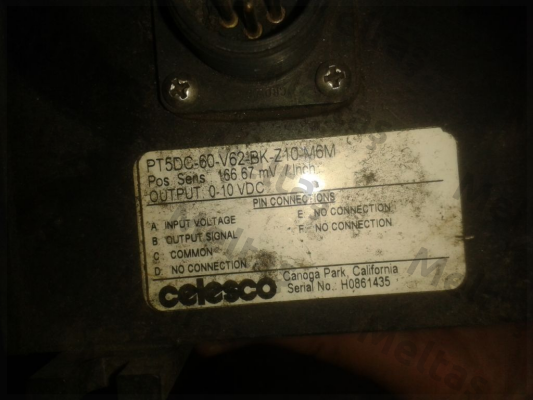 PT5DC-60-V62-BK-Z10-M6M
Pos Sens: 166.67 mV / Inch
OUTPUT: 0-10 VDC
PIN CONNECTIONS
A: INPUT VOLTAGE
B: OUTPUT SIGNAL
C: COMMON
D: NO CONNECTION
E: NO CONNECTION
F: NO CONNECTION
celesco
Canoga Park, California
Serial No.: H0861435
Meltas